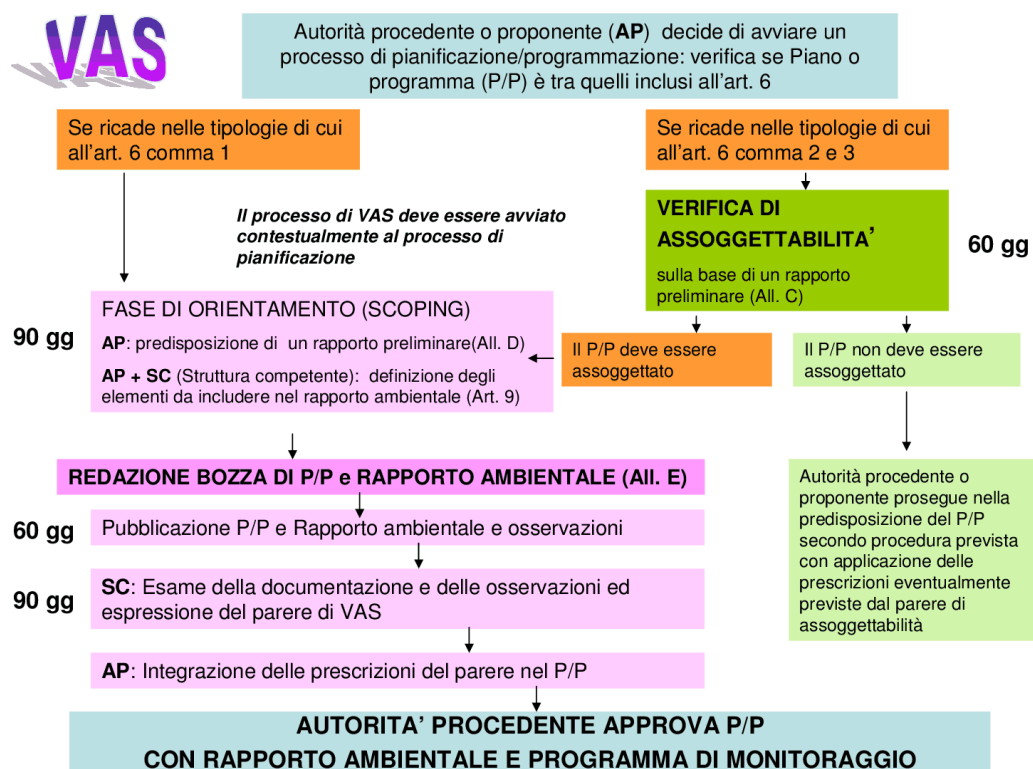 VAS
Autorità procedente o proponente (AP) decide di avviare un
processo di pianificazione/programmazione: verifica se Piano o
programma (P/P) è tra quelli inclusi all'art. 6
Se ricade nelle tipologie di cui
all'art. 6 comma 1
Se ricade nelle tipologie di cui
all'art. 6 comma 2 e 3
Il processo di VAS deve essere avviato
contestualmente al processo di
pianificazione
VERIFICA DI
ASSOGGETTABILITA'
sulla base di un rapporto
preliminare (All. C)
60 gg
90 gg
FASE DI ORIENTAMENTO (SCOPING)
AP: predisposizione di un rapporto preliminare(All. D)
AP + SC (Struttura competente): definizione degli
elementi da includere nel rapporto ambientale (Art. 9)
Il P/P deve essere
assoggettato
Il P/P non deve essere
assoggettato
REDAZIONE BOZZA DI P/P e RAPPORTO AMBIENTALE (All. E)
60 gg
Pubblicazione P/P e Rapporto ambientale e osservazioni
90 gg
SC: Esame della documentazione e delle osservazioni ed
espressione del parere di VAS
AP: Integrazione delle prescrizioni del parere nel P/P
Autorità procedente o
proponente prosegue nella
predisposizione del P/P
secondo procedura prevista
con applicazione delle
prescrizioni eventualmente
previste dal parere di
assoggettabilità
AUTORITA' PROCEDENTE APPROVA P/P
CON RAPPORTO AMBIENTALE E PROGRAMMA DI MONITORAGGIO